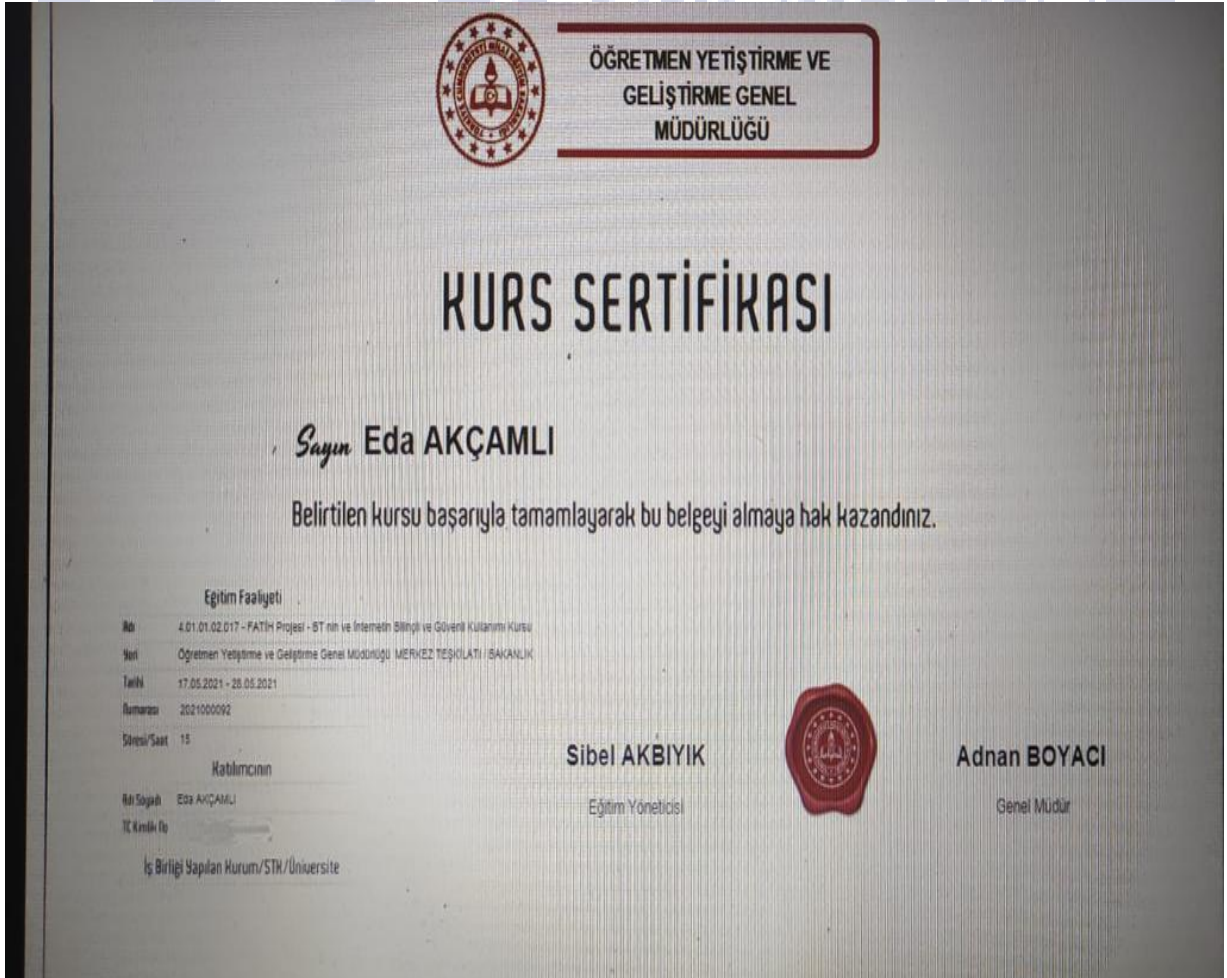 ÖĞRETMEN YETİŞTİRME VE
GELİŞTİRME GENEL
MÜDÜRLÜĞÜ
KURS SERTİFİKASI
Sayın Eda AKÇAMLI
Belirtilen kursu başarıyla tamamlayarak bu belgeyi almaya hak kazandınız.
Eğitim Faaliyeti
Adı 4.01.01.02.017 - FATİH Projesi - BT nin ve İnternetin Bilinçli ve Güvenli Kullanımı Kursu
Yeri Öğretmen Yetiştirme ve Geliştirme Genel Müdürlüğü MERKEZ TEŞKİLATI / BAKANLIK
Tarihi 17.05.2021 - 28.05.2021
Numarası 2021000092
Süresi/Saat 15
Katılımcının
Adı Soyadı Eda AKÇAMLI
TC Kimlik No
İş Birliği Yapılan Kurum/STK/Üniversite
Sibel AKBIYIK
Eğitim Yöneticisi
Adnan BOYACI
Genel Müdür